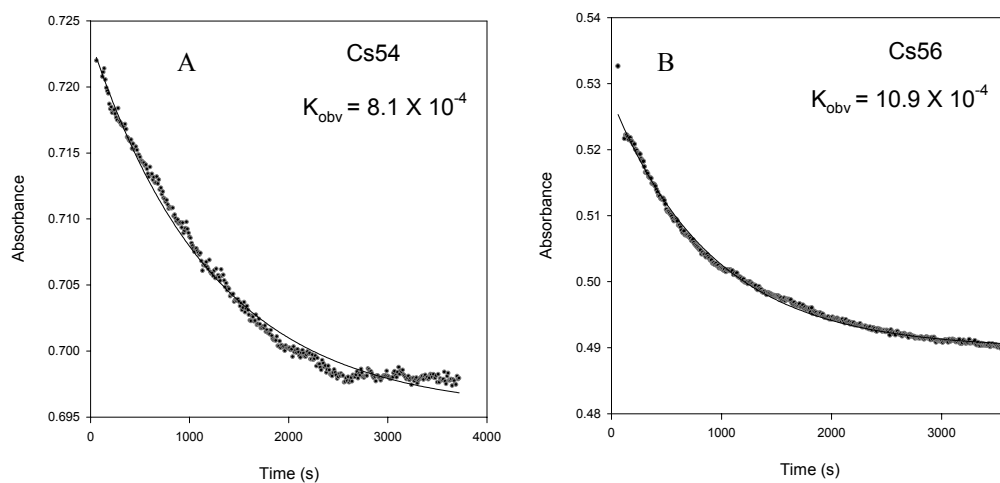 A
Cs54
K_obv = 8.1 X 10^-4
0.725
0.720
0.715
0.710
0.705
0.700
0.695
0 1000 2000 3000 4000
Absorbance
Time (s)
B
Cs56
K_obv = 10.9 X 10^-4
0.54
0.53
0.52
0.51
0.50
0.49
0.48
0 1000 2000 3000
Absorbance
Time (s)